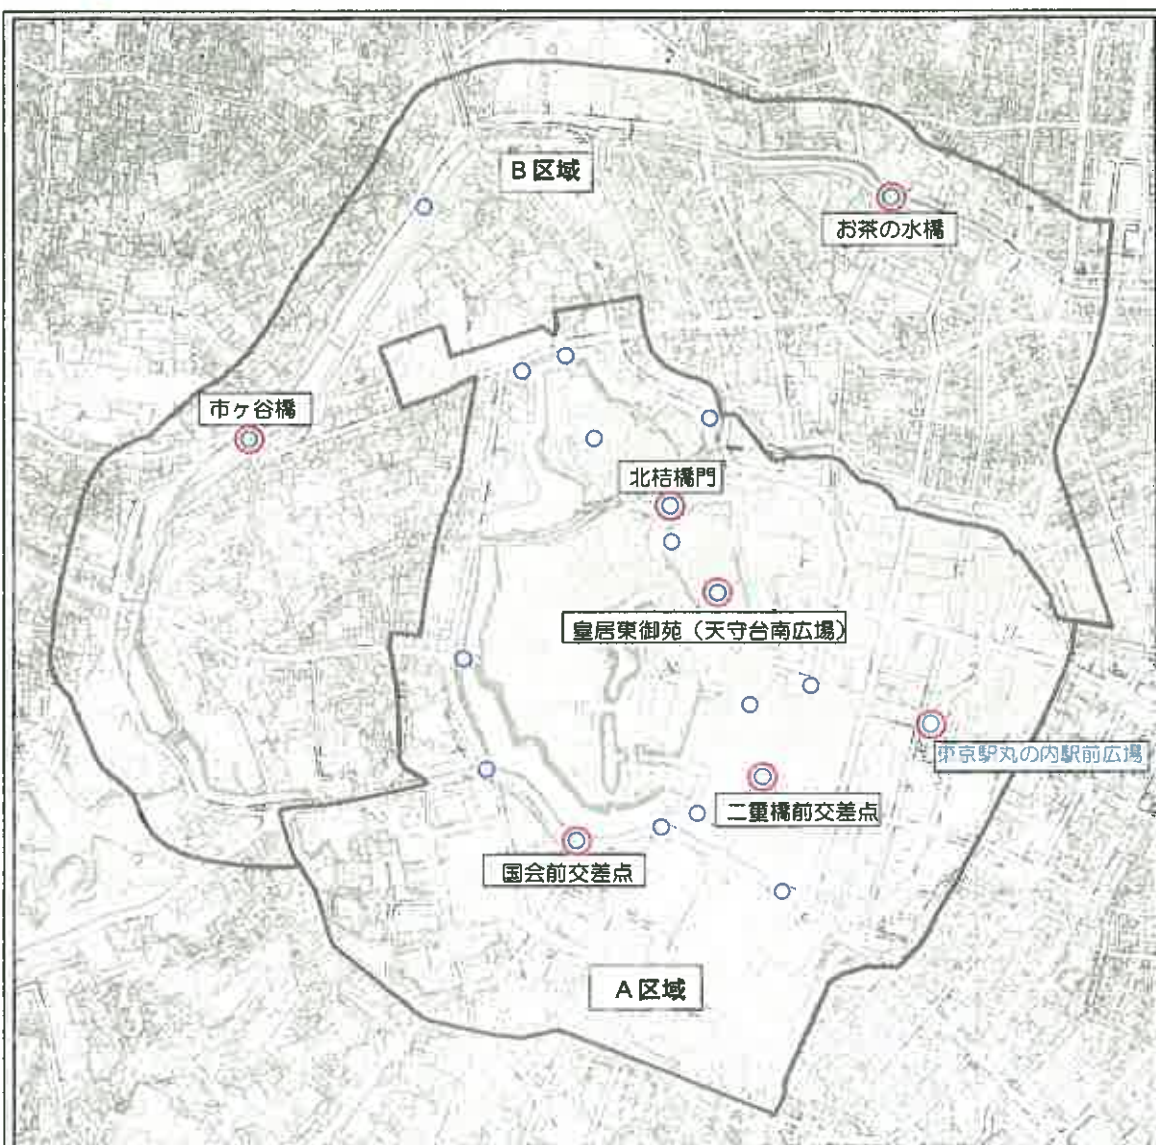 B区域
お茶の水橋
市ヶ谷橋
北桔橋門
皇居東御苑（天守台南広場）
東京駅丸の内駅前広場
二重橋前交差点
国会前交差点
A区域